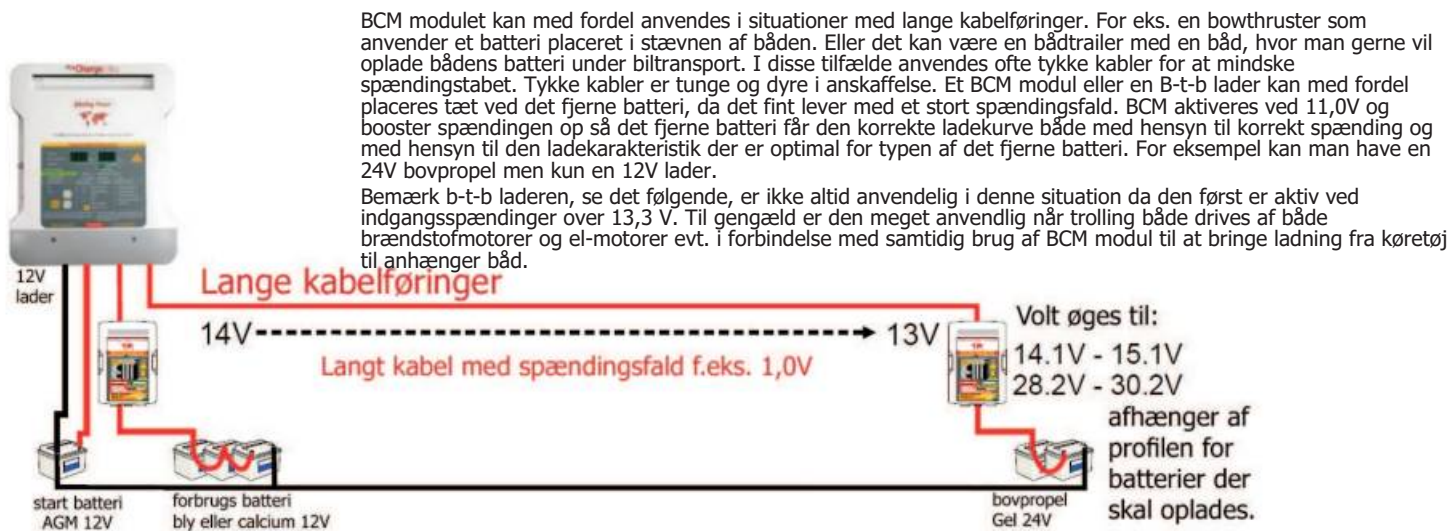 BCM modulet kan med fordel anvendes i situationer med lange kabelføringer. For eks. en bowthruster som
anvender et batteri placeret i stævnen af båden. Eller det kan være en bådtrailer med en båd, hvor man gerne vil
oplade bådens batteri under biltransport. I disse tilfælde anvendes ofte tykke kabler for at mindske
spændingstabet. Tykke kabler er tunge og dyre i anskaffelse. Et BCM modul eller en B-t-b lader kan med fordel
placeres tæt ved det fjerne batteri, da det fint lever med et stort spændingsfald. BCM aktiveres ved 11,0V og
booster spændingen op så det fjerne batteri får den korrekte ladekurve både med hensyn til korrekt spænding og
med hensyn til den ladekarakteristik der er optimal for typen af det fjerne batteri. For eksempel kan man have en
24V bovpropel men kun en 12V lader.
Bemærk b-t-b laderen, se det følgende, er ikke altid anvendelig i denne situation da den først er aktiv ved
indgangsspændinger over 13,3 V. Til gengæld er den meget anvendlig når trolling både drives af både
brændstofmotorer og el-motorer evt. i forbindelse med samtidig brug af BCM modul til at bringe ladning fra køretøj
til anhænger båd.
12V
lader
Lange kabelføringer
14V
13V
Langt kabel med spændingsfald f.eks. 1,0V
Volt øges til:
14.1V - 15.1V
28.2V - 30.2V
afhænger af
profilen for
batterier der
skal oplades.
start batteri
AGM 12V
forbrugs batteri
bly eller calcium 12V
bovpropel
Gel 24V